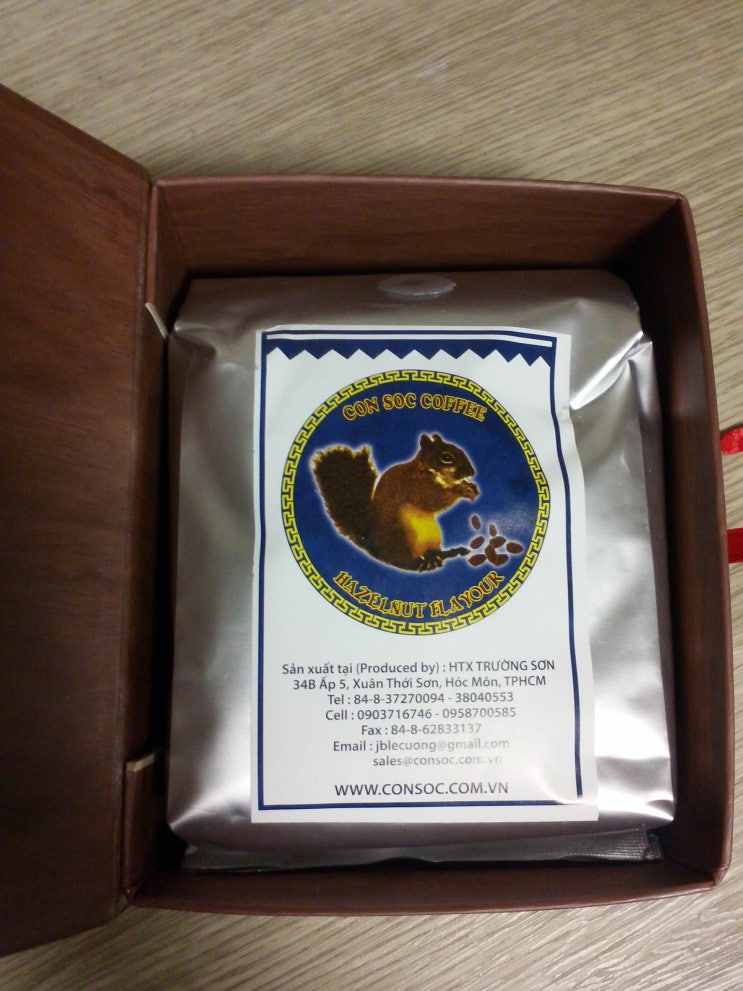 CON SOC COFFEE
HAZELNUT FLAVOUR
Sản xuất tại (Produced by) : HTX TRƯỜNG SƠN
34B Ấp 5, Xuân Thới Sơn, Hóc Môn, TPHCM
Tel : 84-8-37270094 - 38040553
Cell : 0903716746 - 0958700585
Fax : 84-8-62833137
Email : jblecuong@gmail.com
sales@consoc.com.vn
WWW.CONSOC.COM.VN